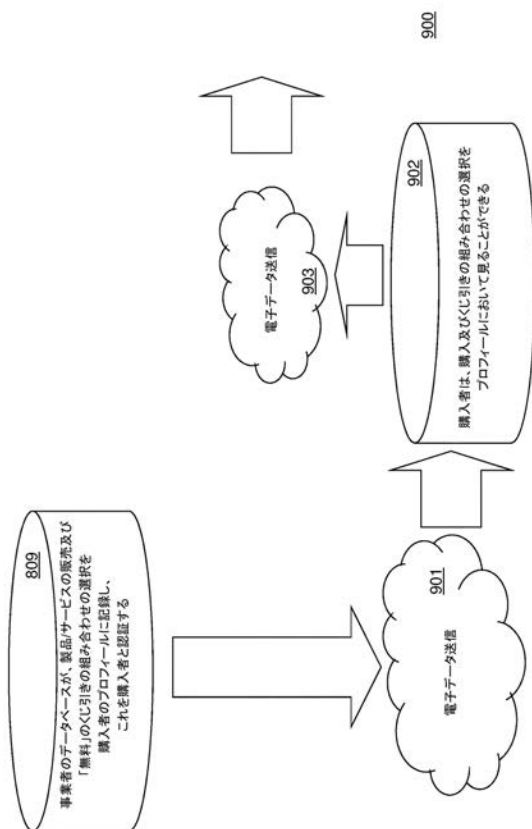 809
事業者のデータベースが、製品/サービスの販売及び
「無料」のくじ引きの組み合わせの選択を
購入者のプロフィールに記録し、
これを購入者と認証する
電子データ送信
901
902
購入者は、購入及びくじ引きの組み合わせの選択を
プロフィールにおいて見ることができる
電子データ送信
903
900